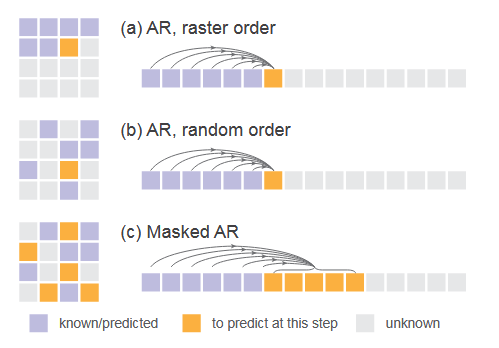 (a) AR, raster order
(b) AR, random order
(c) Masked AR
known/predicted to predict at this step unknown